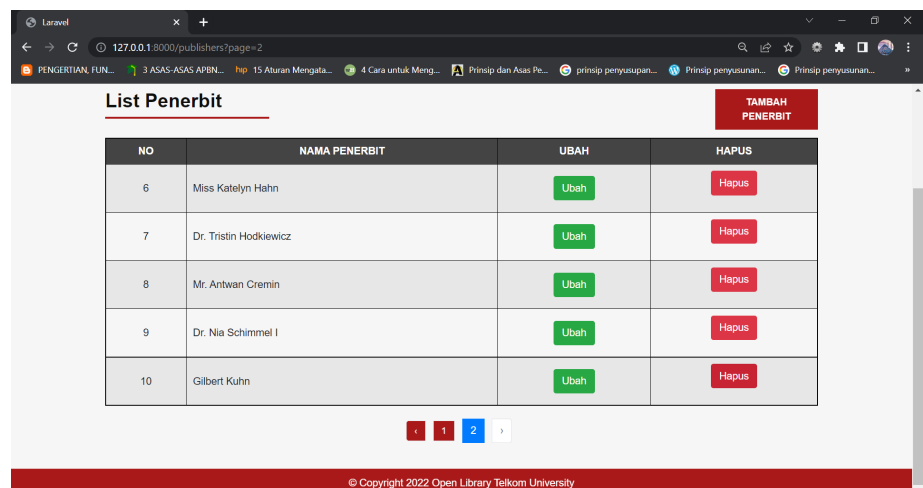 Laravel
127.0.0.1:8000/publishers?page=2
PENGERTIAN, FUN... 3 ASAS-ASAS APBN... hip 15 Aturan Mengata... 4 Cara untuk Meng... Prinsip dan Asas Pe... prinsip penyusupan... Prinsip penyusunan... Prinsip penyusunan... »
List Penerbit
TAMBAH
PENERBIT
NO NAMA PENERBIT UBAH HAPUS
6 Miss Katelyn Hahn Ubah Hapus
7 Dr. Tristin Hodkiewicz Ubah Hapus
8 Mr. Antwan Cremin Ubah Hapus
9 Dr. Nia Schimmel I Ubah Hapus
10 Gilbert Kuhn Ubah Hapus
‹ 1 2 ›
© Copyright 2022 Open Library Telkom University